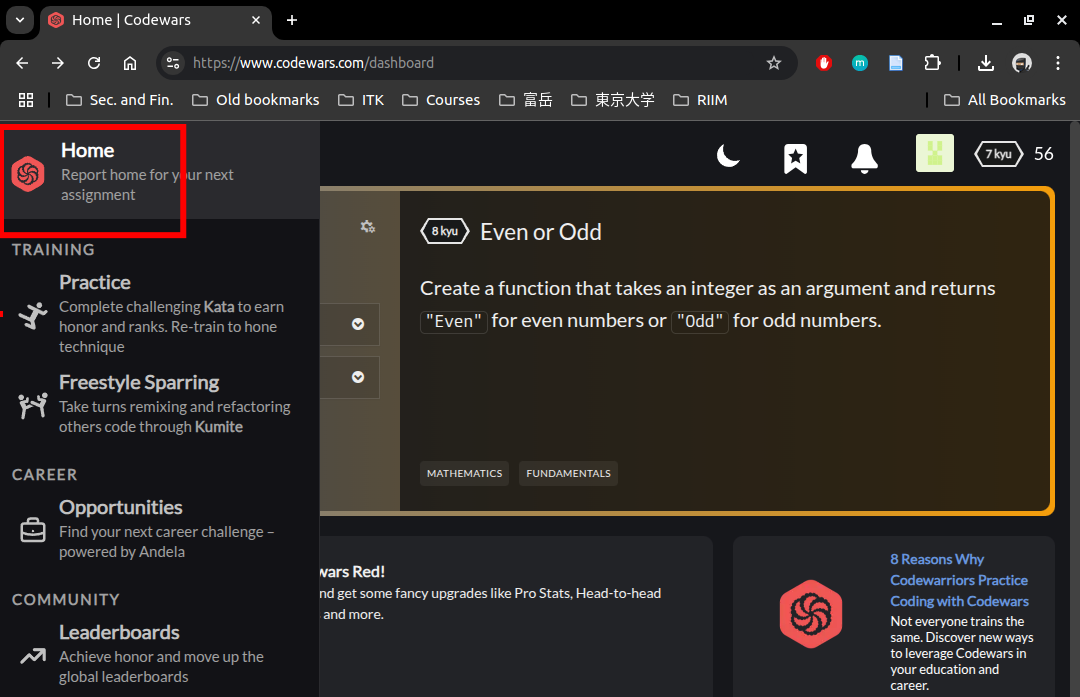 Home | Codewars
https://www.codewars.com/dashboard
Sec. and Fin.
Old bookmarks
ITK
Courses
富岳
東京大学
RIIM
All Bookmarks
Home
Report home for your next
assignment
7 kyu
56
TRAINING
Practice
Complete challenging Kata to earn
honor and ranks. Re-train to hone
technique
Freestyle Sparring
Take turns remixing and refactoring
others code through Kumite
CAREER
Opportunities
Find your next career challenge –
powered by Andela
COMMUNITY
Leaderboards
Achieve honor and move up the
global leaderboards
8 kyu
Even or Odd
Create a function that takes an integer as an argument and returns
"Even" for even numbers or "Odd" for odd numbers.
MATHEMATICS
FUNDAMENTALS
wars Red!
nd get some fancy upgrades like Pro Stats, Head-to-head
and more.
8 Reasons Why
Codewarriors Practice
Coding with Codewars
Not everyone trains the
same. Discover new ways
to leverage Codewars in
your education and
career.